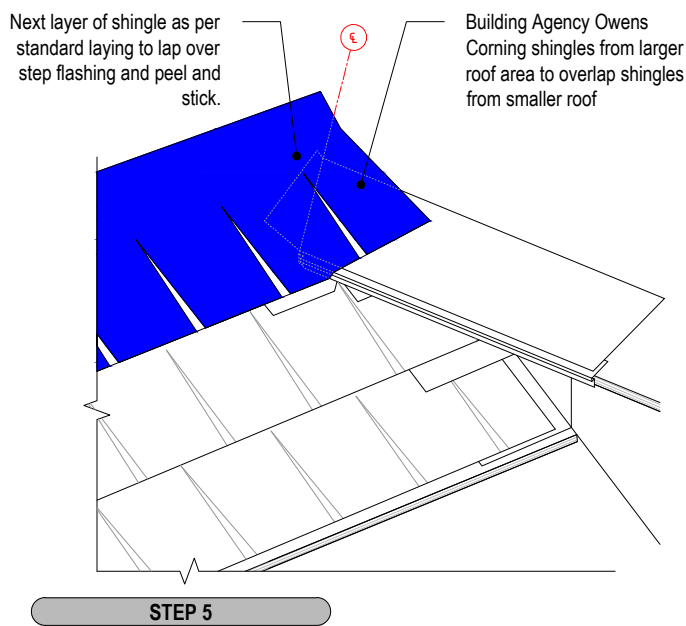 Next layer of shingle as per
standard laying to lap over
step flashing and peel and
stick.
℄
Building Agency Owens
Corning shingles from larger
roof area to overlap shingles
from smaller roof
STEP 5